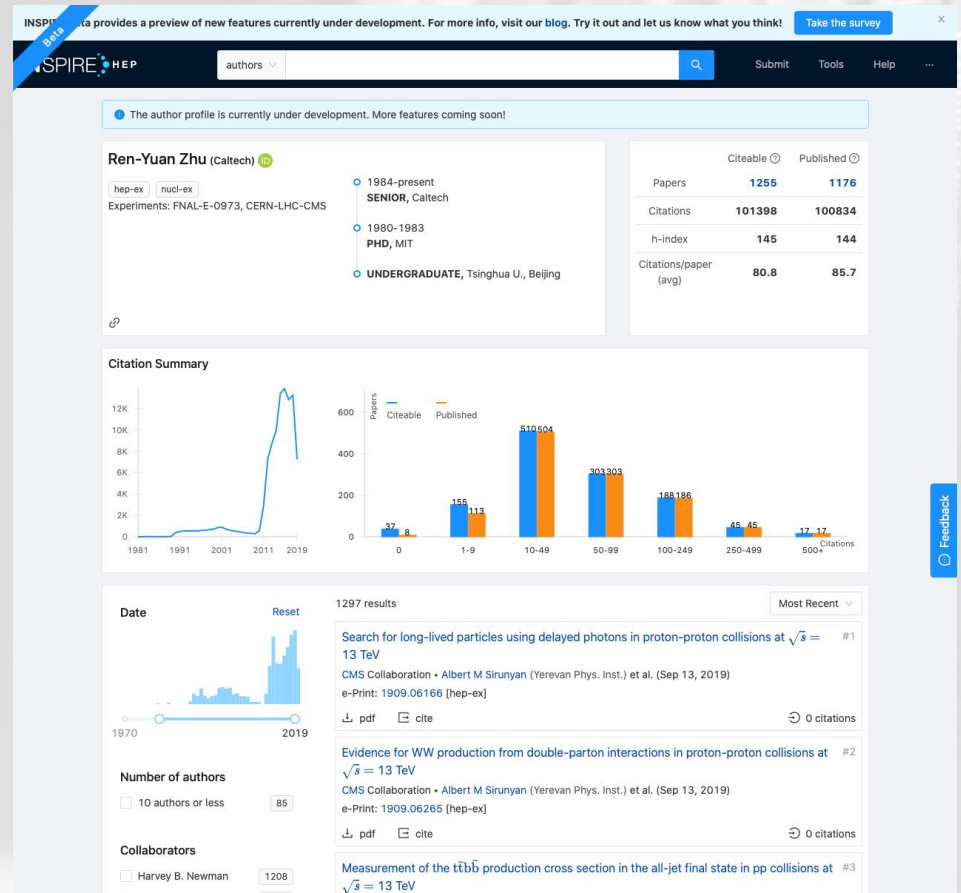 INSPIRE Beta provides a preview of new features currently under development. For more info, visit our blog. Try it out and let us know what you think!
Take the survey
Beta
INSPIRE HEP
authors
Submit
Tools
Help
The author profile is currently under development. More features coming soon!
Ren-Yuan Zhu (Caltech) iD
hep-ex nucl-ex
Experiments: FNAL-E-0973, CERN-LHC-CMS
1984-present
SENIOR, Caltech
1980-1983
PHD, MIT
UNDERGRADUATE, Tsinghua U., Beijing
Citeable Published
Papers 1255 1176
Citations 101398 100834
h-index 145 144
Citations/paper (avg) 80.8 85.7
Citation Summary
12K
10K
8K
6K
4K
2K
0
1981 1991 2001 2011 2019
Papers
Citeable Published
600
400
200
0
37 8 155 113 510 504 303 303 188 186 45 45 17 17
0 1-9 10-49 50-99 100-249 250-499 500+
Citations
Feedback
Date Reset
1970 2019
Number of authors
10 authors or less 85
Collaborators
Harvey B. Newman 1208
1297 results Most Recent
Search for long-lived particles using delayed photons in proton-proton collisions at √s = #1
13 TeV
CMS Collaboration • Albert M Sirunyan (Yerevan Phys. Inst.) et al. (Sep 13, 2019)
e-Print: 1909.06166 [hep-ex]
pdf cite 0 citations
Evidence for WW production from double-parton interactions in proton-proton collisions at #2
√s = 13 TeV
CMS Collaboration • Albert M Sirunyan (Yerevan Phys. Inst.) et al. (Sep 13, 2019)
e-Print: 1909.06265 [hep-ex]
pdf cite 0 citations
Measurement of the tt̄bb̄ production cross section in the all-jet final state in pp collisions at #3
√s = 13 TeV